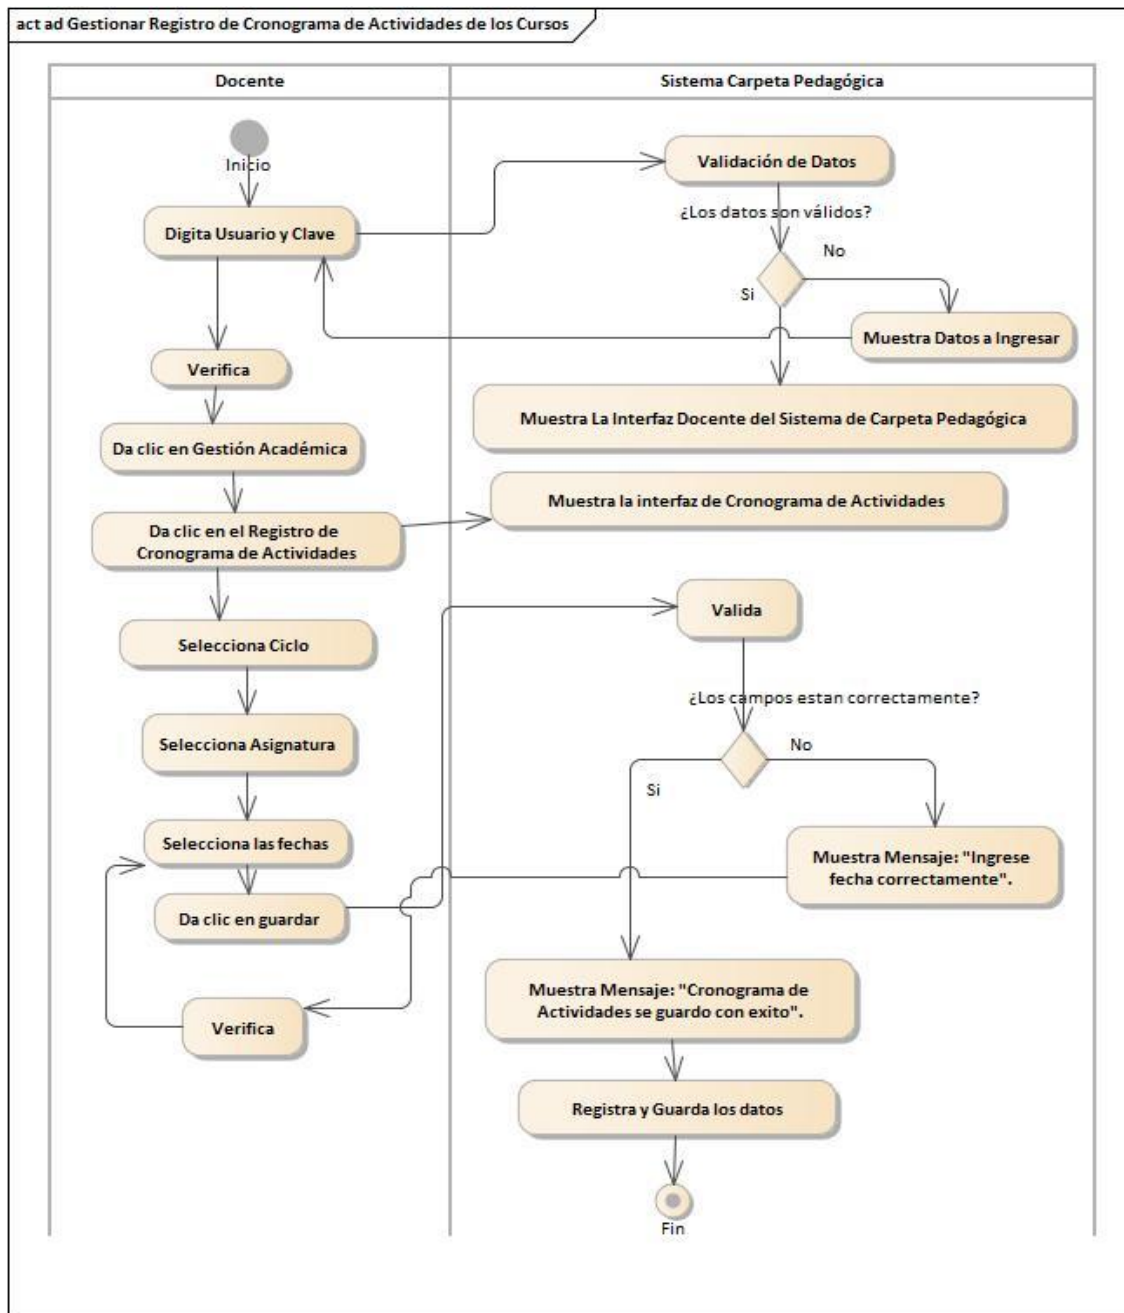 act ad Gestionar Registro de Cronograma de Actividades de los Cursos
Docente
Sistema Carpeta Pedagógica
Inicio
Validación de Datos
¿Los datos son válidos?
Digita Usuario y Clave
No
Si
Muestra Datos a Ingresar
Verifica
Muestra La Interfaz Docente del Sistema de Carpeta Pedagógica
Da clic en Gestión Académica
Muestra la interfaz de Cronograma de Actividades
Da clic en el Registro de
Cronograma de Actividades
Valida
Selecciona Ciclo
¿Los campos estan correctamente?
Selecciona Asignatura
No
Si
Selecciona las fechas
Muestra Mensaje: "Ingrese
fecha correctamente".
Da clic en guardar
Muestra Mensaje: "Cronograma de
Actividades se guardo con exito".
Verifica
Registra y Guarda los datos
Fin